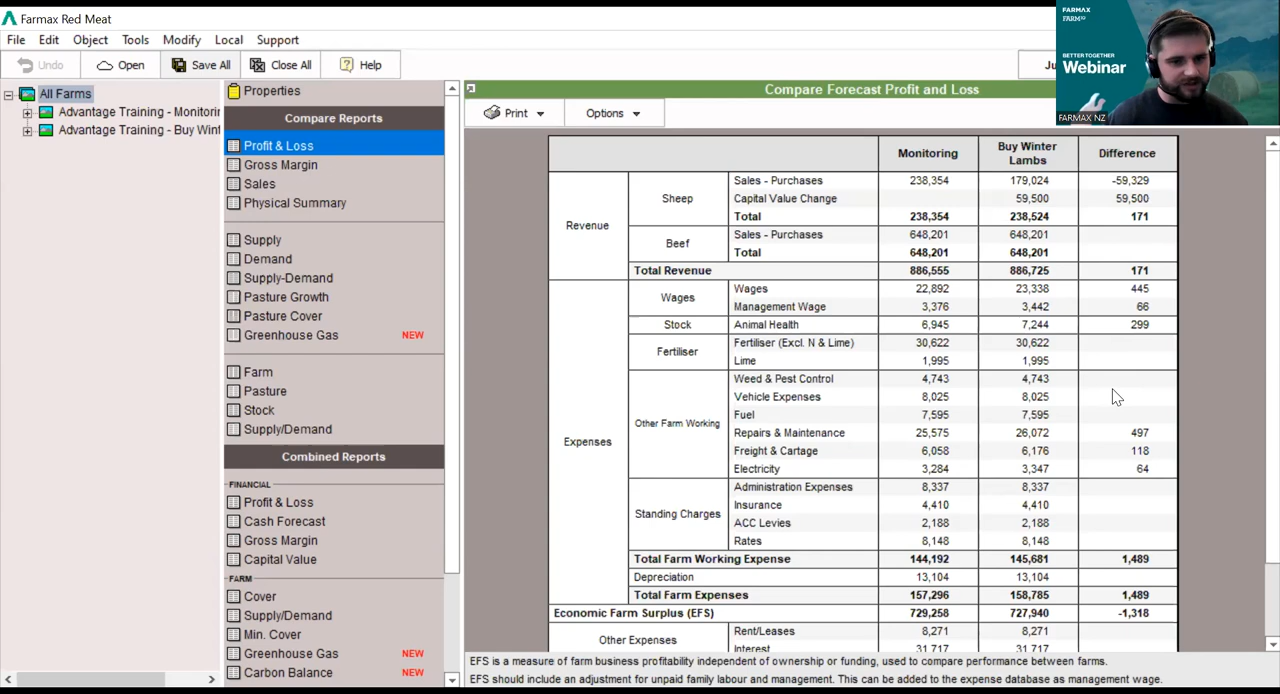 Farmax Red Meat
File Edit Object Tools Modify Local Support
Undo Open Save All Close All Help
FARMAX
FARM
BETTER TOGETHER
Webinar
FARMAX NZ
All Farms
Advantage Training - Monitorir
Advantage Training - Buy Wint
Properties
Compare Reports
Profit & Loss
Gross Margin
Sales
Physical Summary
Supply
Demand
Supply-Demand
Pasture Growth
Pasture Cover
Greenhouse Gas NEW
Farm
Pasture
Stock
Supply/Demand
Combined Reports
FINANCIAL
Profit & Loss
Cash Forecast
Gross Margin
Capital Value
FARM
Cover
Supply/Demand
Min. Cover
Greenhouse Gas NEW
Carbon Balance NEW
Compare Forecast Profit and Loss
Print Options
Monitoring Buy Winter Lambs Difference
Revenue Sheep Sales - Purchases 238,354 179,024 -59,329
Capital Value Change 59,500 59,500
Total 238,354 238,524 171
Beef Sales - Purchases 648,201 648,201
Total 648,201 648,201
Total Revenue 886,555 886,725 171
Expenses Wages Wages 22,892 23,338 445
Management Wage 3,376 3,442 66
Stock Animal Health 6,945 7,244 299
Fertiliser Fertiliser (Excl. N & Lime) 30,622 30,622
Lime 1,995 1,995
Other Farm Working Weed & Pest Control 4,743 4,743
Vehicle Expenses 8,025 8,025
Fuel 7,595 7,595
Repairs & Maintenance 25,575 26,072 497
Freight & Cartage 6,058 6,176 118
Electricity 3,284 3,347 64
Standing Charges Administration Expenses 8,337 8,337
Insurance 4,410 4,410
ACC Levies 2,188 2,188
Rates 8,148 8,148
Total Farm Working Expense 144,192 145,681 1,489
Depreciation 13,104 13,104
Total Farm Expenses 157,296 158,785 1,489
Economic Farm Surplus (EFS) 729,258 727,940 -1,318
Other Expenses Rent/Leases 8,271 8,271
Interest 31,717 31,717
EFS is a measure of farm business profitability independent of ownership or funding, used to compare performance between farms.
EFS should include an adjustment for unpaid family labour and management. This can be added to the expense database as management wage.